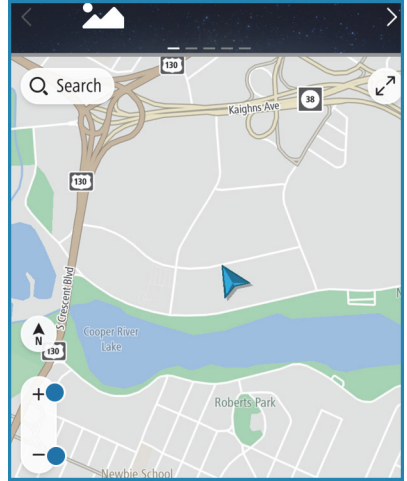 130
Search
38
Kaighns Ave
130
S Crescent Blvd
N
Cooper River
Lake
130
+
Roberts Park
−
Newbie School